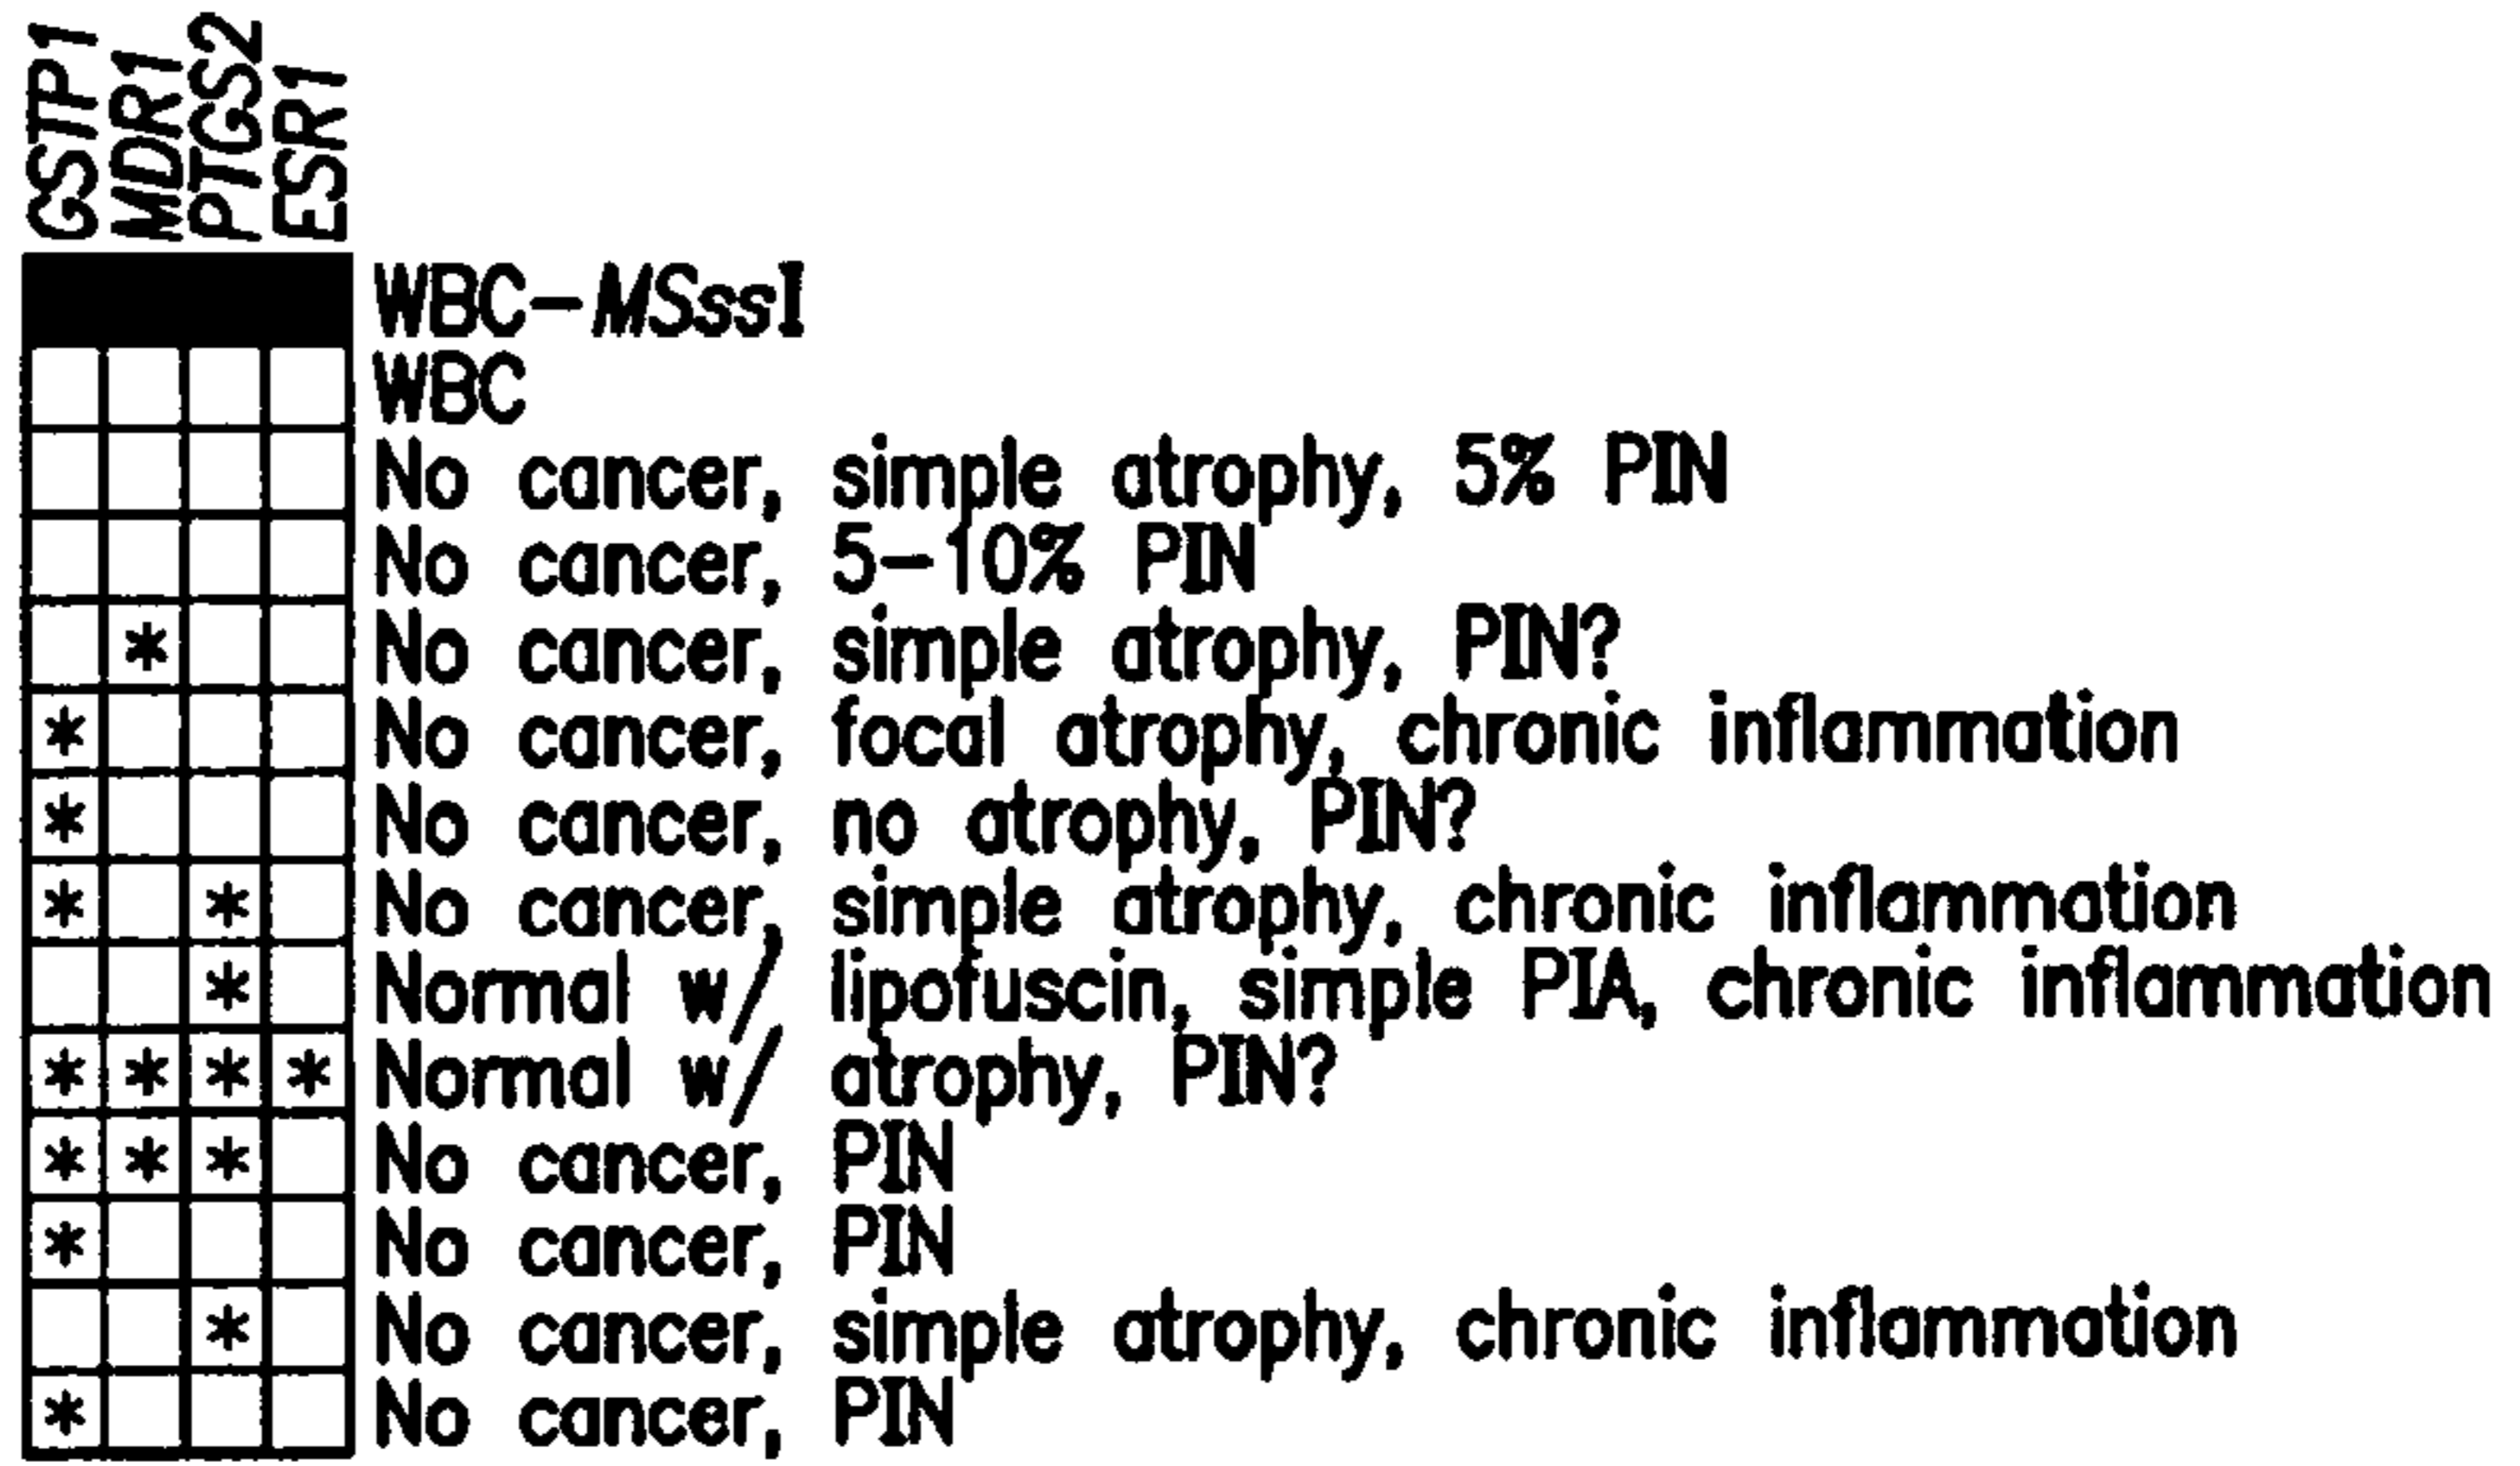 GSTP1
MDR1
PTGS2
ESR1
WBC-MSssI
WBC
No cancer, simple atrophy, 5% PIN
No cancer, 5-10% PIN
* No cancer, simple atrophy, PIN?
* No cancer, focal atrophy, chronic inflammation
* No cancer, no atrophy, PIN?
* * No cancer, simple atrophy, chronic inflammation
* Normal w/ lipofuscin, simple PIA, chronic inflammation
* * * * Normal w/ atrophy, PIN?
* * * No cancer, PIN
* No cancer, PIN
* No cancer, simple atrophy, chronic inflammation
* No cancer, PIN